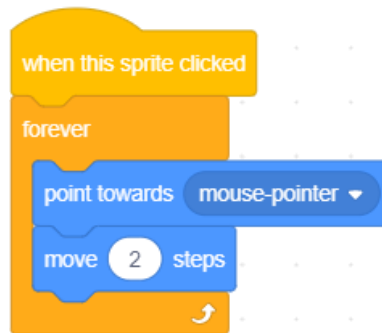 when this sprite clicked
forever
point towards mouse-pointer
move 2 steps